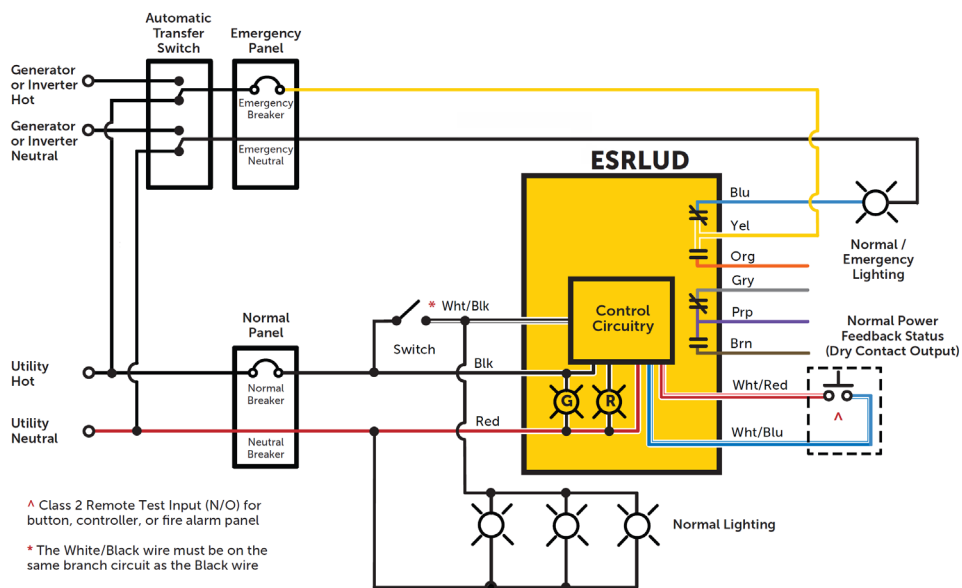 Automatic
Transfer
Switch
Emergency
Panel
Generator
or Inverter
Hot
Emergency
Breaker
Generator
or Inverter
Neutral
Emergency
Neutral
ESRLUD
Blu
Yel
Org
Normal /
Emergency
Lighting
Gry
Prp
Brn
Normal Power
Feedback Status
(Dry Contact Output)
Control
Circuitry
* Wht/Blk
Switch
Normal
Panel
Utility
Hot
Normal
Breaker
Blk
G
R
Wht/Red
^
Utility
Neutral
Neutral
Breaker
Red
Wht/Blu
Normal Lighting
^ Class 2 Remote Test Input (N/O) for
button, controller, or fire alarm panel
* The White/Black wire must be on the
same branch circuit as the Black wire